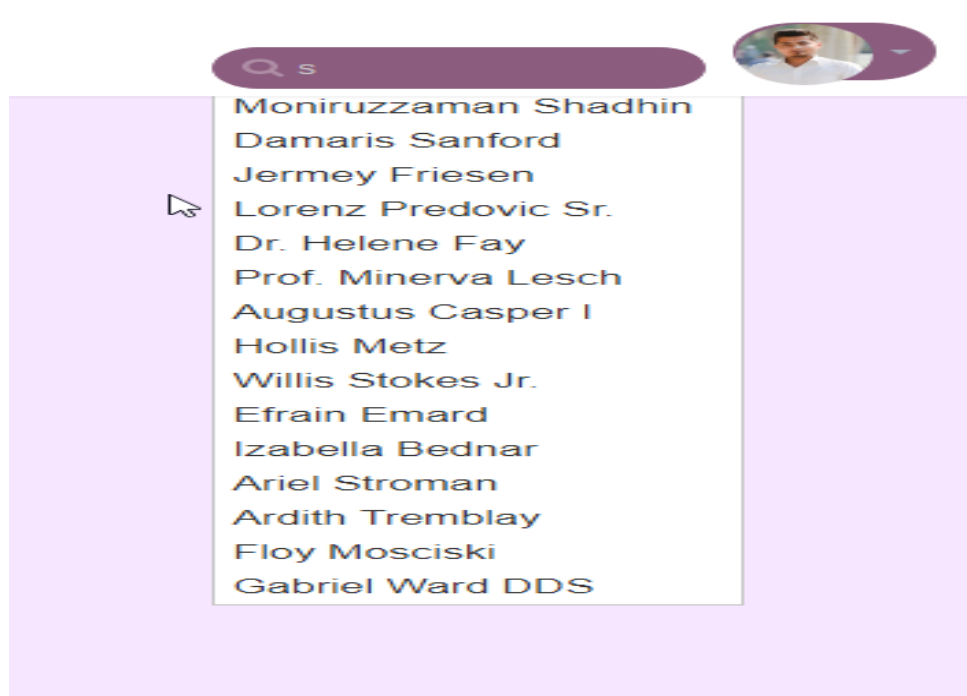 s
Moniruzzaman Shadhin
Damaris Sanford
Jermey Friesen
Lorenz Predovic Sr.
Dr. Helene Fay
Prof. Minerva Lesch
Augustus Casper I
Hollis Metz
Willis Stokes Jr.
Efrain Emard
Izabella Bednar
Ariel Stroman
Ardith Tremblay
Floy Mosciski
Gabriel Ward DDS